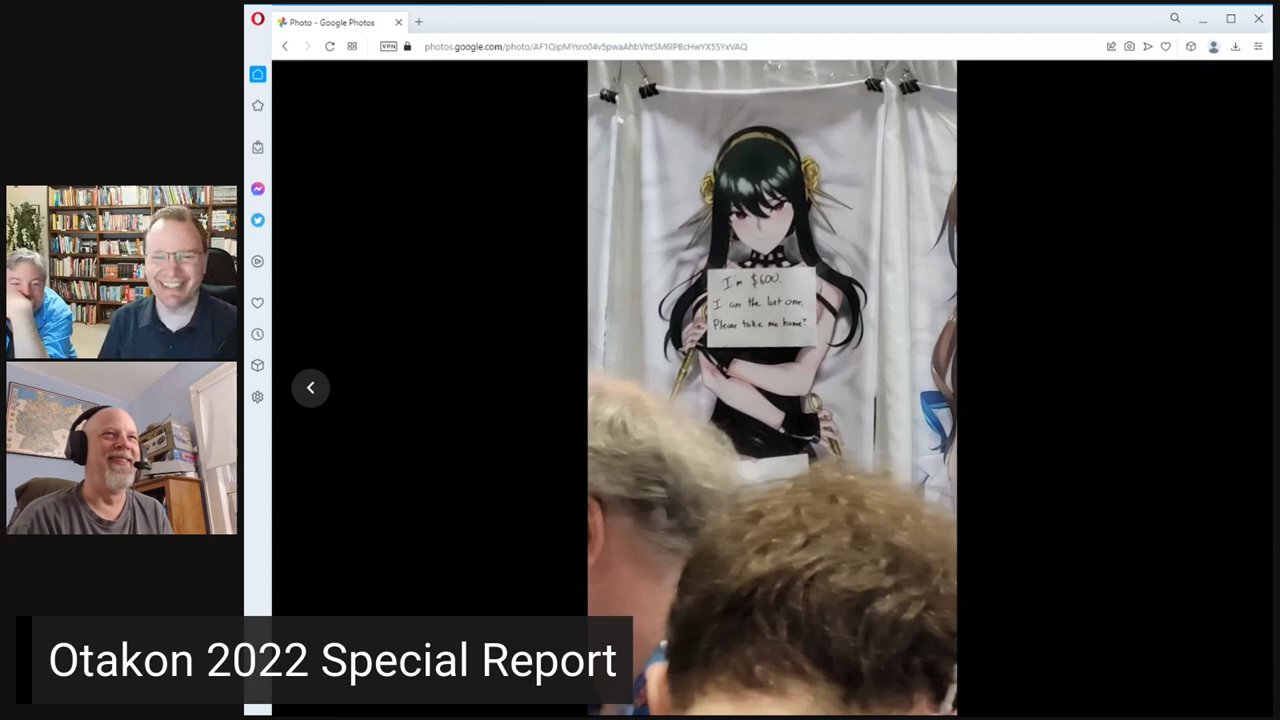 Photo - Google Photos
VPN
photos.google.com/photo/AF1QipMYsro04v5pwaAhbVhtSM6lPBcHwYX5SYxVAQ
I'm $600.
I am the last one.
Please take me home?
Otakon 2022 Special Report